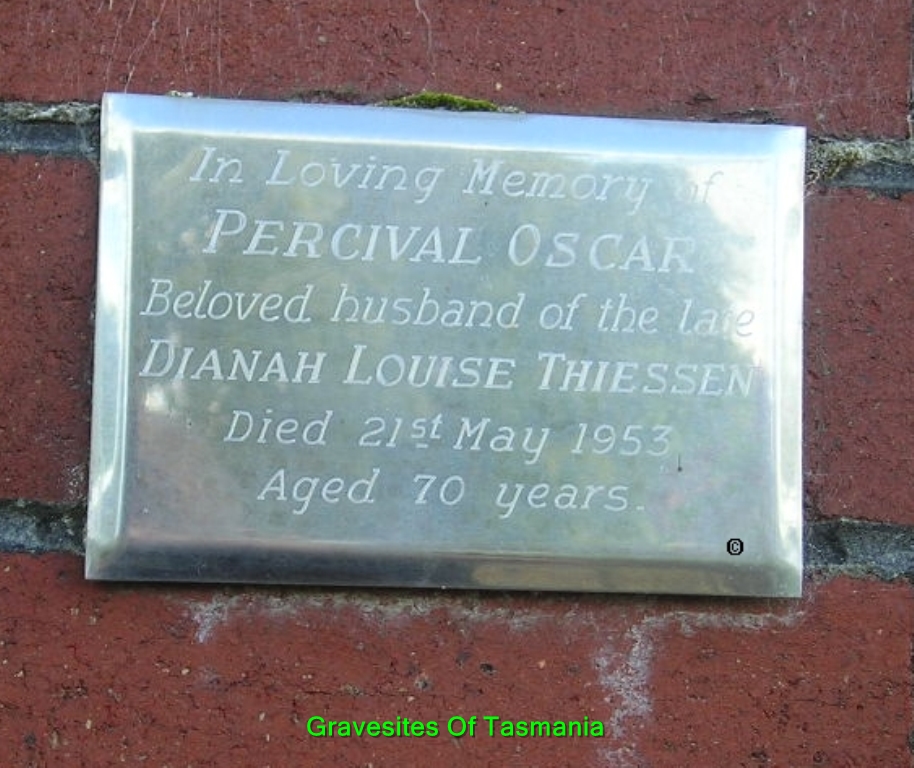 In Loving Memory of
PERCIVAL OSCAR
Beloved husband of the late
DIANAH LOUISE THIESSEN
Died 21st May 1953,
Aged 70 years.
©
Gravesites Of Tasmania